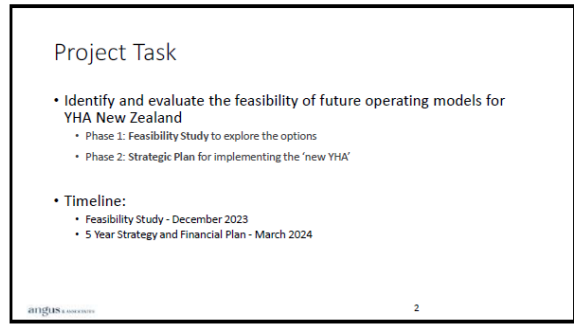 Project Task
• Identify and evaluate the feasibility of future operating models for
YHA New Zealand
• Phase 1: Feasibility Study to explore the options
• Phase 2: Strategic Plan for implementing the ‘new YHA’
• Timeline:
• Feasibility Study - December 2023
• 5 Year Strategy and Financial Plan - March 2024
angus & ASSOCIATES
2